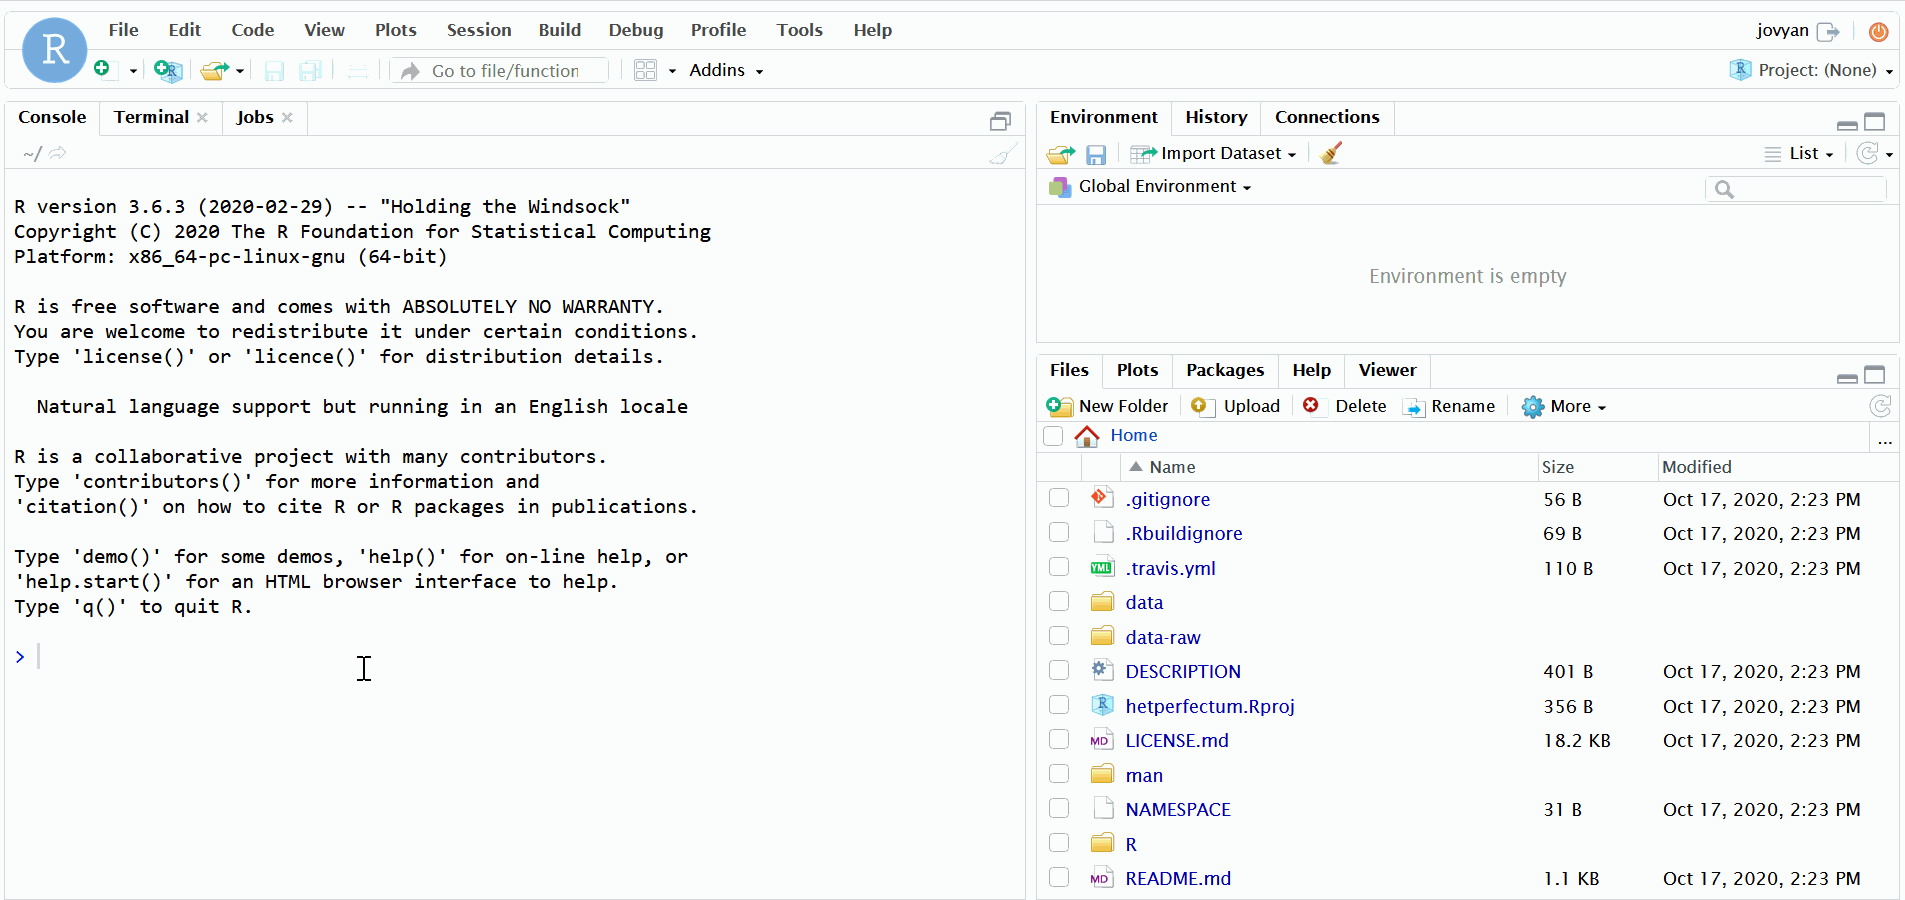 File Edit Code View Plots Session Build Debug Profile Tools Help
jovyan
R
Go to file/function
Addins
Project: (None)
Console Terminal Jobs
~/
R version 3.6.3 (2020-02-29) -- "Holding the Windsock"
Copyright (C) 2020 The R Foundation for Statistical Computing
Platform: x86_64-pc-linux-gnu (64-bit)
R is free software and comes with ABSOLUTELY NO WARRANTY.
You are welcome to redistribute it under certain conditions.
Type 'license()' or 'licence()' for distribution details.
Natural language support but running in an English locale
R is a collaborative project with many contributors.
Type 'contributors()' for more information and
'citation()' on how to cite R or R packages in publications.
Type 'demo()' for some demos, 'help()' for on-line help, or
'help.start()' for an HTML browser interface to help.
Type 'q()' to quit R.
>
Environment History Connections
Import Dataset List
Global Environment
Environment is empty
Files Plots Packages Help Viewer
New Folder Upload Delete Rename More
Home ...
Name Size Modified
.gitignore 56 B Oct 17, 2020, 2:23 PM
.Rbuildignore 69 B Oct 17, 2020, 2:23 PM
YML .travis.yml 110 B Oct 17, 2020, 2:23 PM
data
data-raw
DESCRIPTION 401 B Oct 17, 2020, 2:23 PM
R hetperfectum.Rproj 356 B Oct 17, 2020, 2:23 PM
MD LICENSE.md 18.2 KB Oct 17, 2020, 2:23 PM
man
NAMESPACE 31 B Oct 17, 2020, 2:23 PM
R
MD README.md 1.1 KB Oct 17, 2020, 2:23 PM